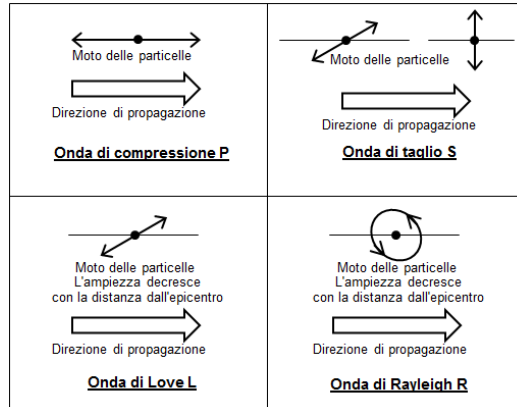 Moto delle particelle
Direzione di propagazione
Onda di compressione P
Moto delle particelle
Direzione di propagazione
Onda di taglio S
Moto delle particelle
L'ampiezza decresce
con la distanza dall'epicentro
Direzione di propagazione
Onda di Love L
Moto delle particelle
L'ampiezza decresce
con la distanza dall'epicentro
Direzione di propagazione
Onda di Rayleigh R